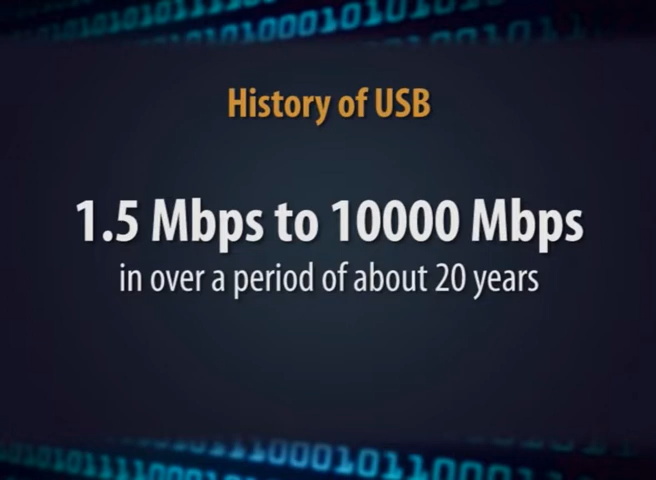 History of USB
1.5 Mbps to 10000 Mbps
in over a period of about 20 years